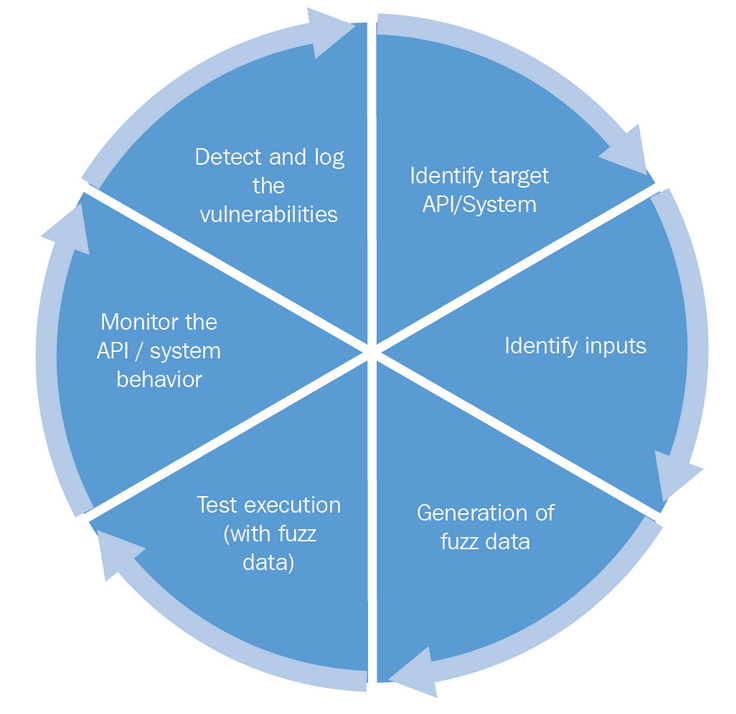 Identify target
API/System
Identify inputs
Generation of
fuzz data
Test execution
(with fuzz
data)
Monitor the
API / system
behavior
Detect and log
the
vulnerabilities